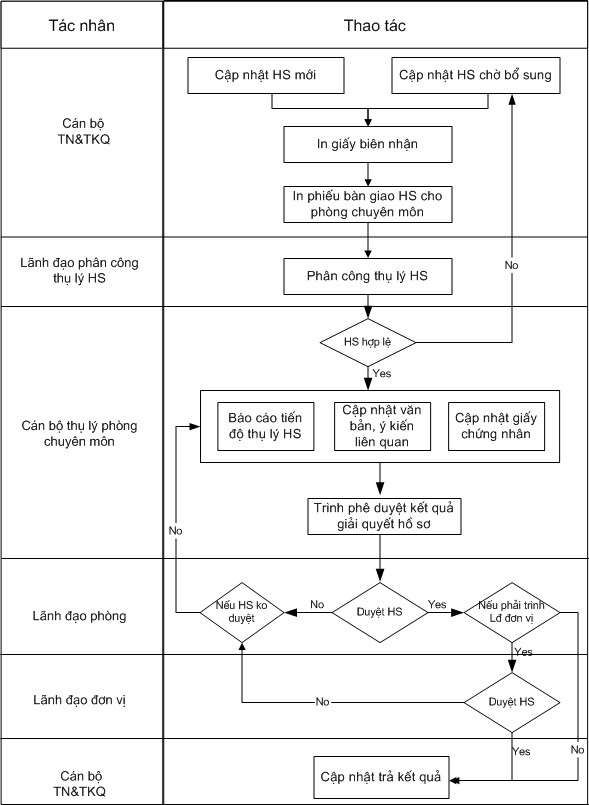 Tác nhân
Thao tác
Cán bộ
TN&TKQ
Cập nhật HS mới
Cập nhật HS chờ bổ sung
In giấy biên nhận
In phiếu bàn giao HS cho
phòng chuyên môn
Lãnh đạo phân công
thụ lý HS
Phân công thụ lý HS
No
HS hợp lệ
Yes
Cán bộ thụ lý phòng
chuyên môn
Báo cáo tiến
độ thụ lý HS
Cập nhật văn
bản, ý kiến
liên quan
Cập nhật giấy
chứng nhân
Trình phê duyệt kết quả
giải quyết hồ sơ
No
Lãnh đạo phòng
Nếu HS ko
duyệt
No
Duyệt HS
Yes
Nếu phải trình
Lđ đơn vị
Yes
Lãnh đạo đơn vị
No
Duyệt HS
Yes
No
Cán bộ
TN&TKQ
Cập nhật trả kết quả